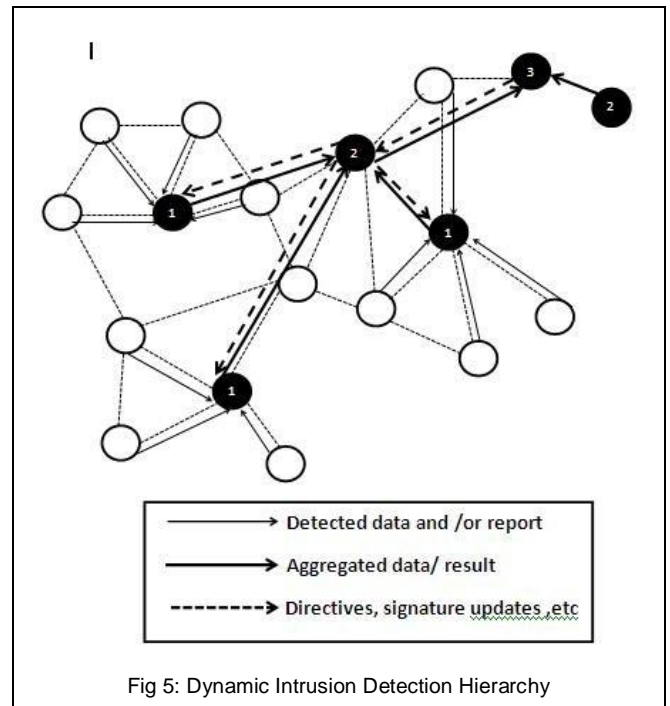 I
3
2
2
1
1
1
Detected data and /or report
Aggregated data/ result
Directives, signature updates ,etc
Fig 5: Dynamic Intrusion Detection Hierarchy